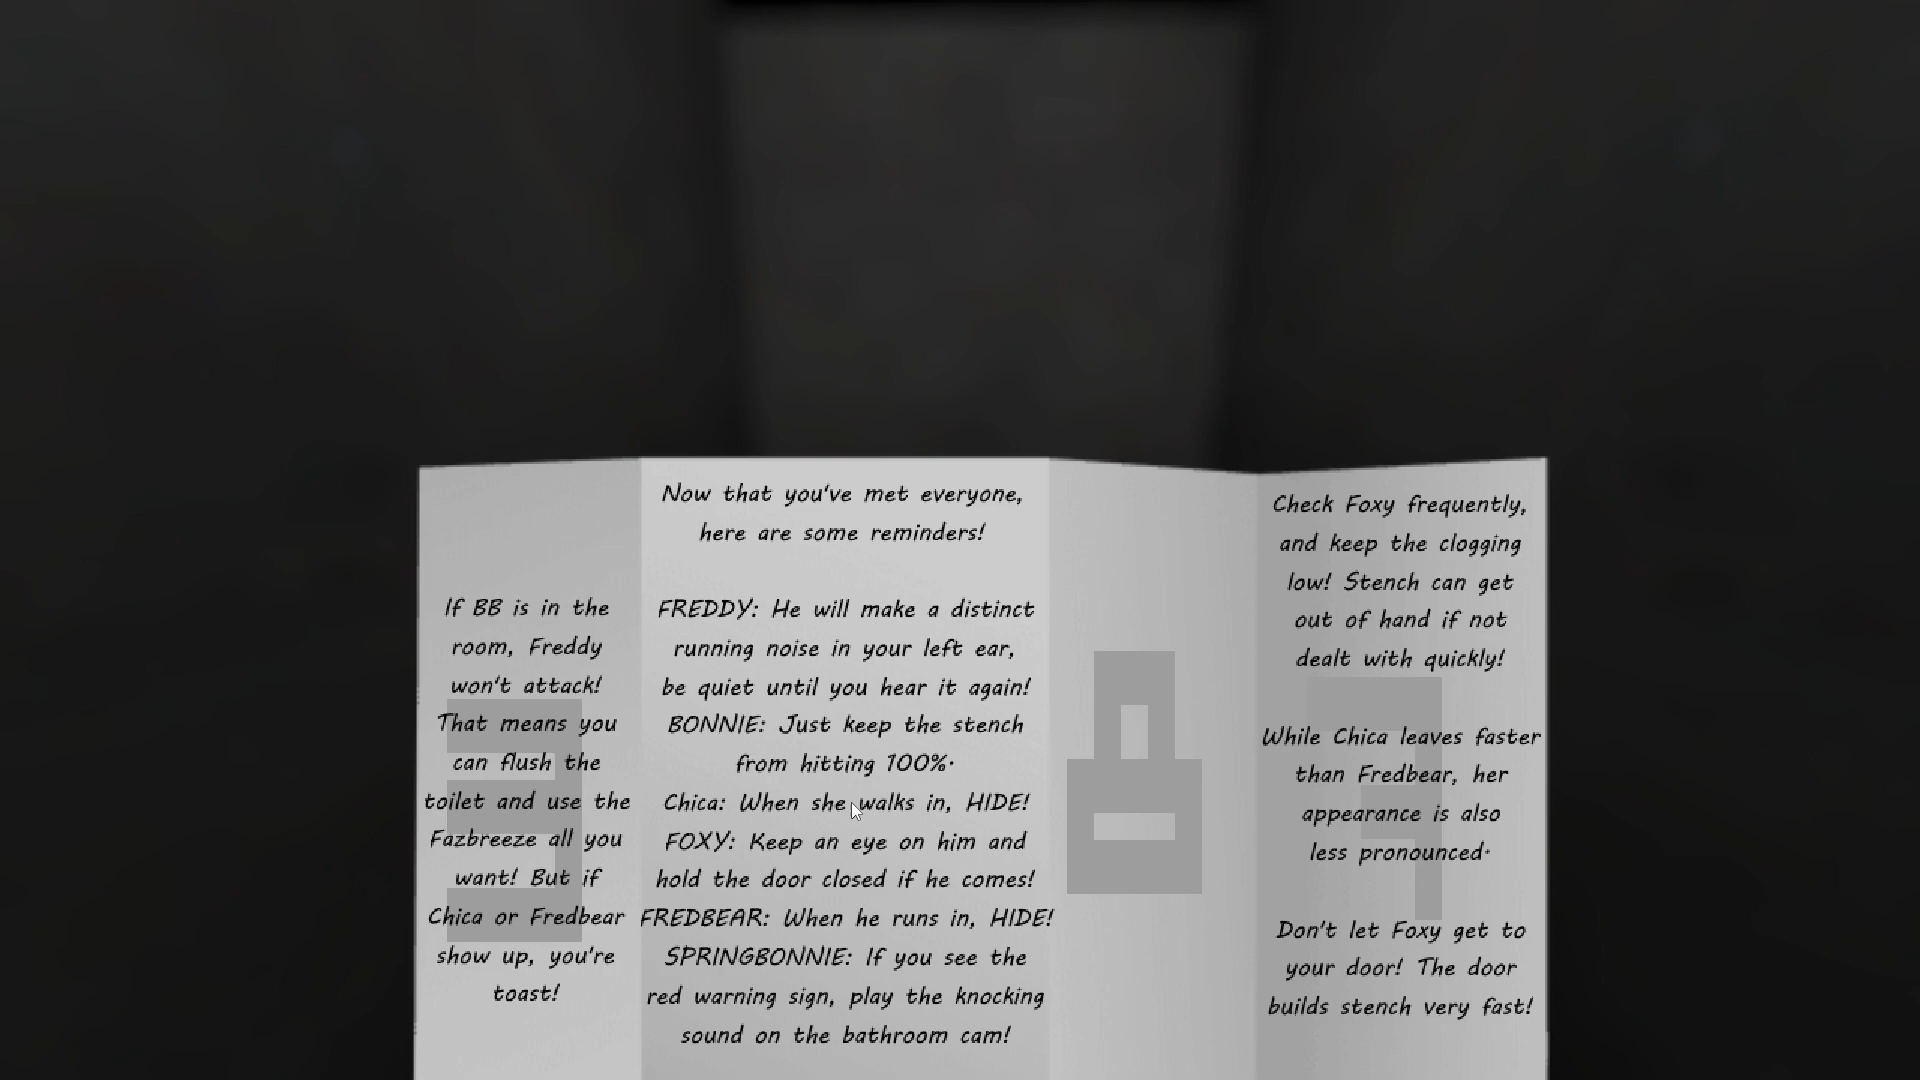 If BB is in the
room, Freddy
won't attack!
That means you
can flush the
toilet and use the
Fazbreeze all you
want! But if
Chica or Fredbear
show up, you're
toast!
Now that you've met everyone,
here are some reminders!
FREDDY: He will make a distinct
running noise in your left ear,
be quiet until you hear it again!
BONNIE: Just keep the stench
from hitting 100%.
Chica: When she walks in, HIDE!
FOXY: Keep an eye on him and
hold the door closed if he comes!
FREDBEAR: When he runs in, HIDE!
SPRINGBONNIE: If you see the
red warning sign, play the knocking
sound on the bathroom cam!
Check Foxy frequently,
and keep the clogging
low! Stench can get
out of hand if not
dealt with quickly!
While Chica leaves faster
than Fredbear, her
appearance is also
less pronounced.
Don't let Foxy get to
your door! The door
builds stench very fast!